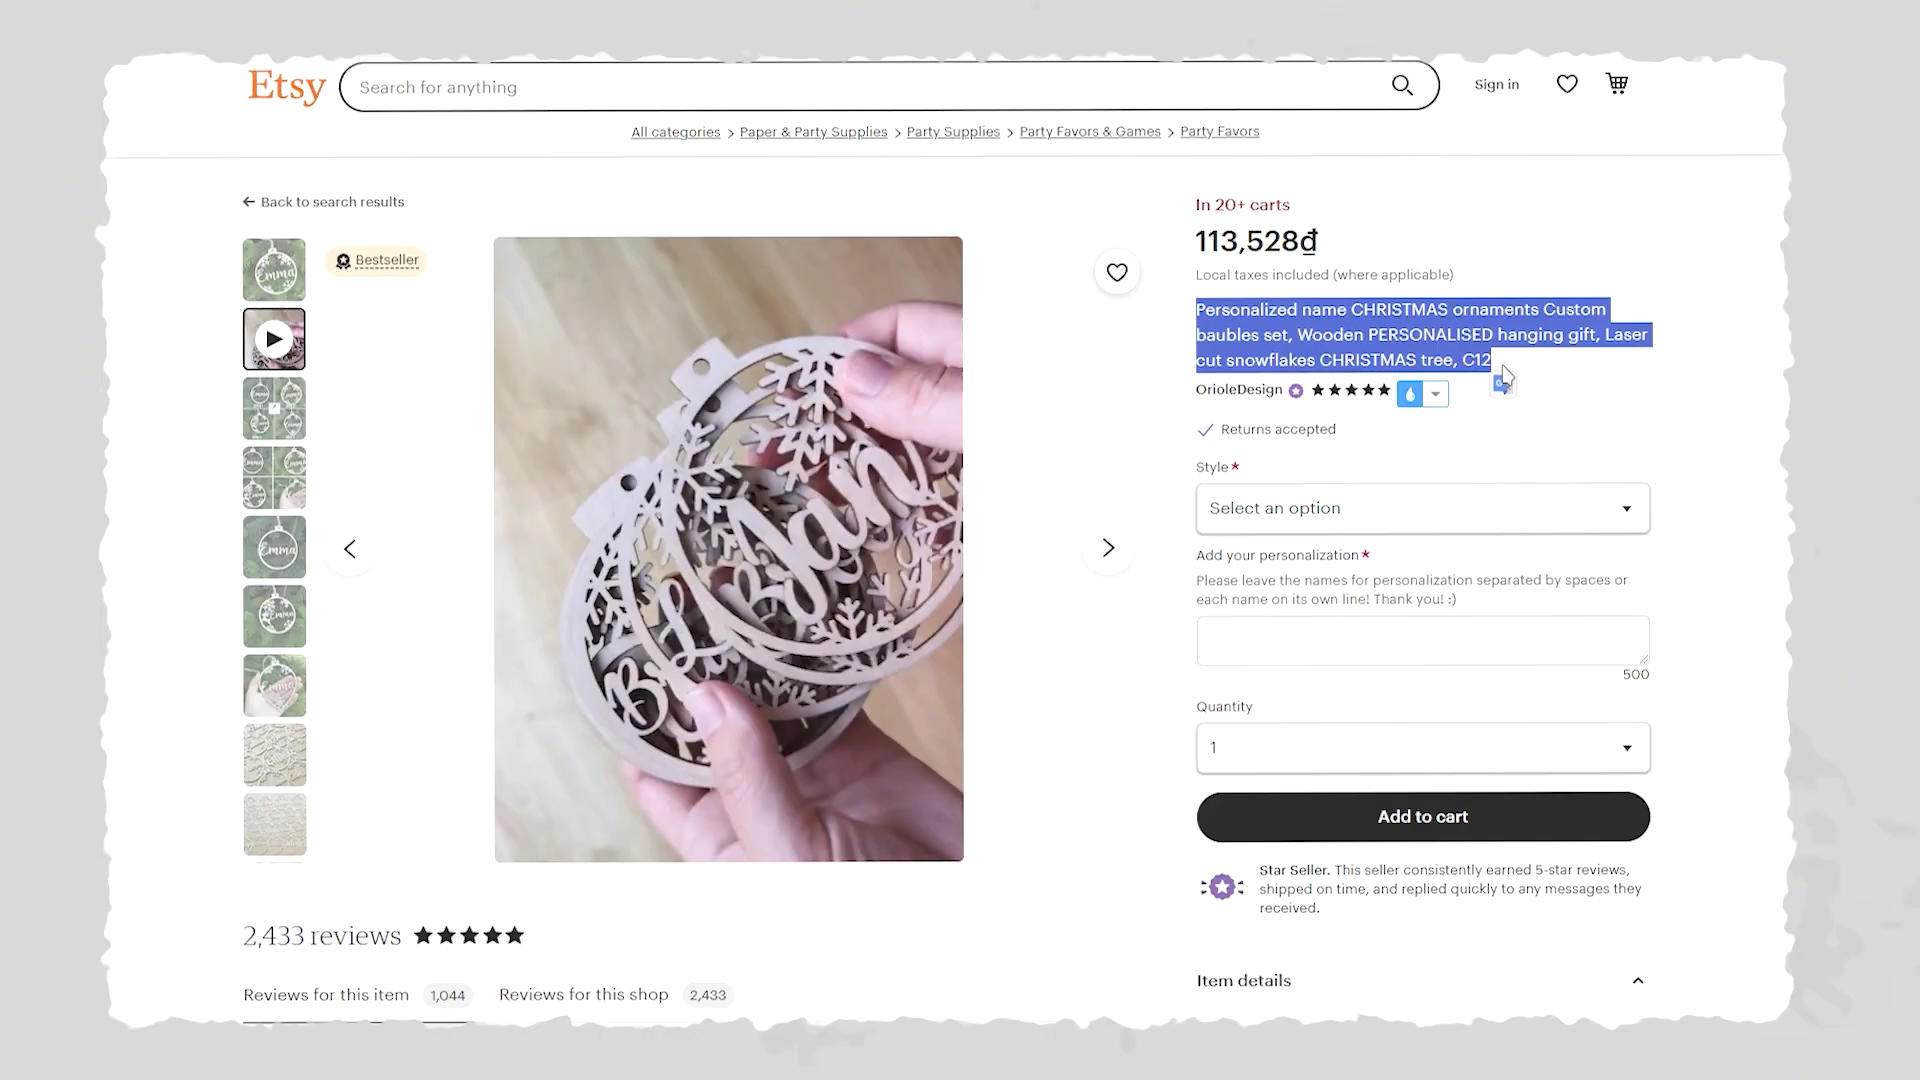 Etsy
Search for anything
Sign in
All categories > Paper & Party Supplies > Party Supplies > Party Favors & Games > Party Favors
Back to search results
Emma
Bestseller
Emma
Emma
Emma
Jan
Br
In 20+ carts
113,528₫
Local taxes included (where applicable)
Personalized name CHRISTMAS ornaments Custom
baubles set, Wooden PERSONALISED hanging gift, Laser
cut snowflakes CHRISTMAS tree, C12
OrioleDesign
Returns accepted
Style*
Select an option
Add your personalization*
Please leave the names for personalization separated by spaces or
each name on its own line! Thank you! :)
500
Quantity
1
Add to cart
Star Seller. This seller consistently earned 5-star reviews,
shipped on time, and replied quickly to any messages they
received.
Item details
2,433 reviews
Reviews for this item 1,044 Reviews for this shop 2,433